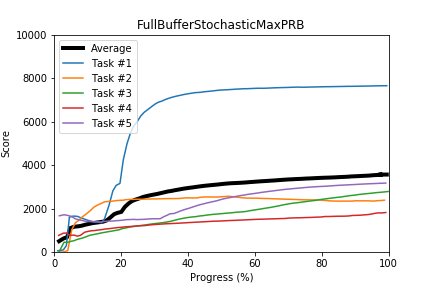 FullBufferStochasticMaxPRB
10000
8000
6000
4000
2000
0
Score
Average
Task #1
Task #2
Task #3
Task #4
Task #5
0 20 40 60 80 100
Progress (%)